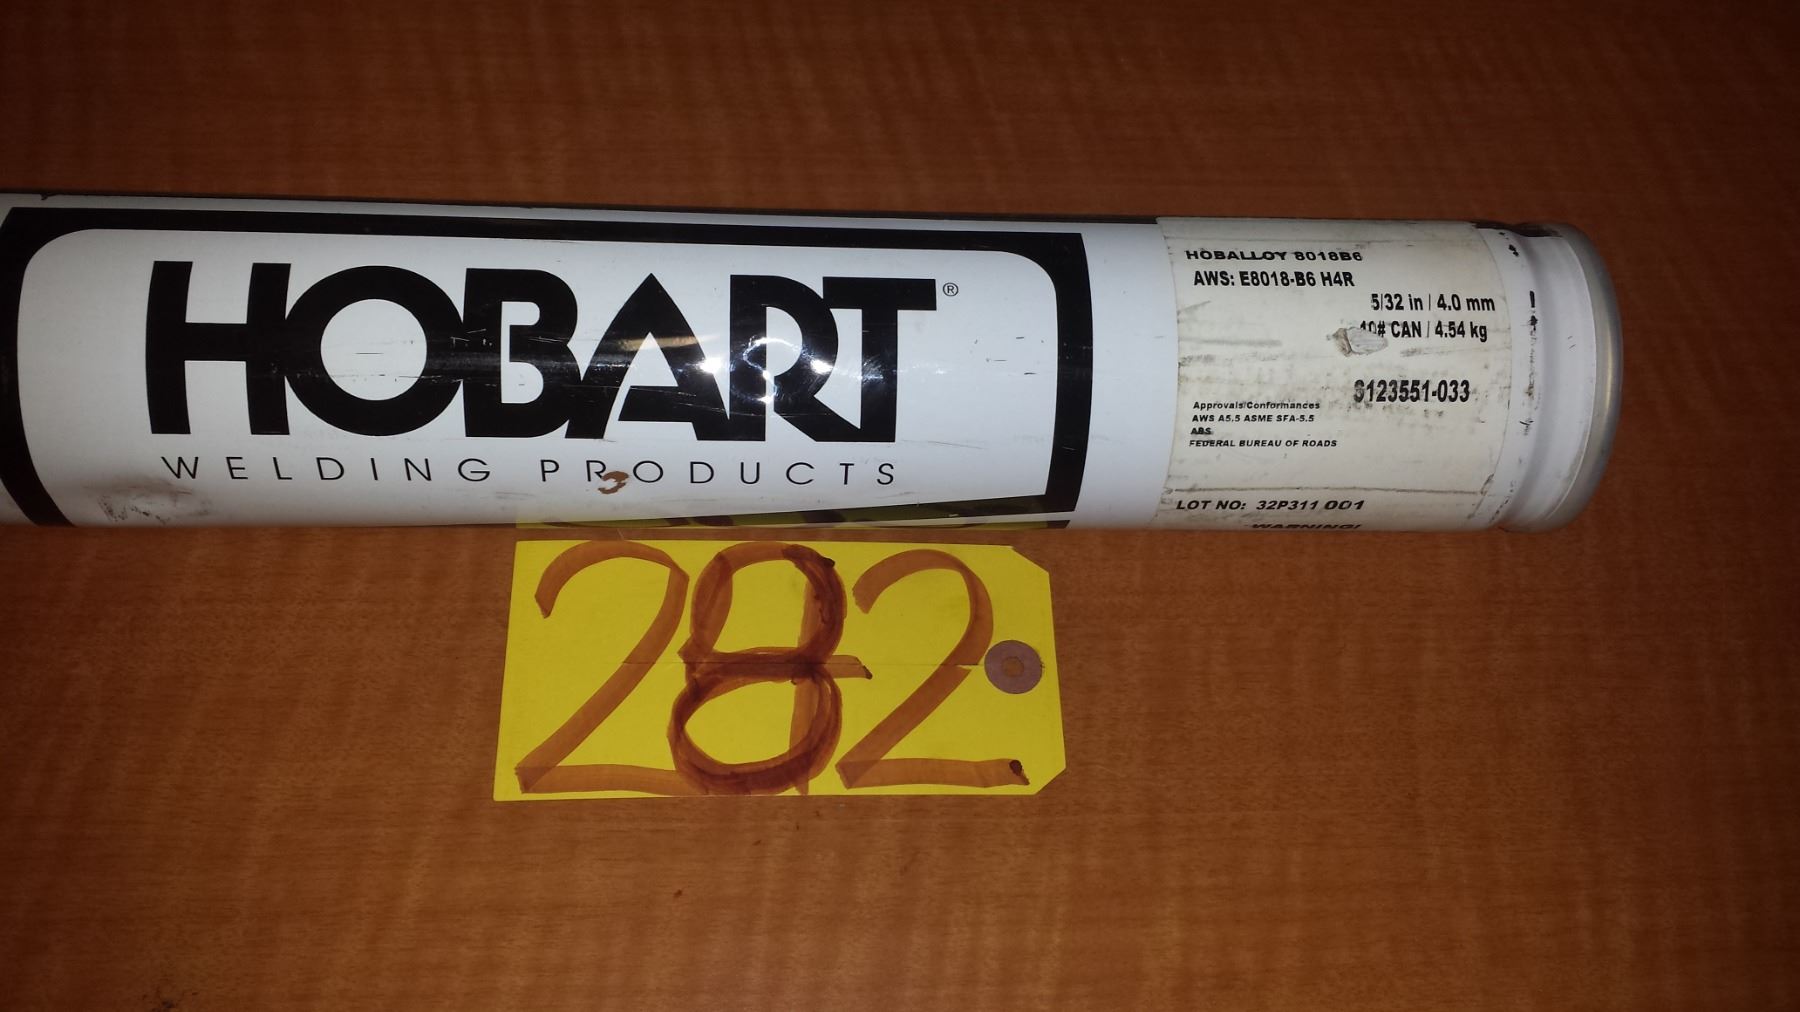 HOBART®
WELDING PRODUCTS
HOBALLOY 8018B6
AWS: E8018-B6 H4R
5/32 in / 4.0 mm
10# CAN / 4.54 kg
S123551-033
Approvals/Conformances
AWS A5.5 ASME SFA-5.5
ABS
FEDERAL BUREAU OF ROADS
LOT NO: 32P311 001
WARNING!
282